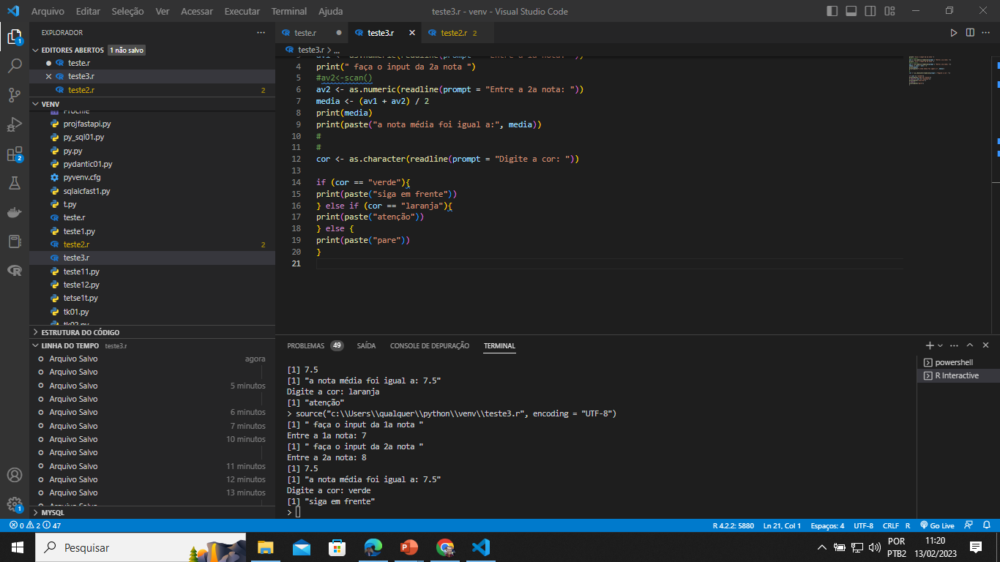 Arquivo Editar Seleção Ver Acessar Executar Terminal Ajuda
teste3.r - venv - Visual Studio Code
EXPLORADOR
EDITORES ABERTOS 1 não salvo
teste.r
teste3.r
teste2.r 2
VENV
Procfile
projfastapi.py
py_sql01.py
py.py
pydantic01.py
pyvenv.cfg
sqlalcfast1.py
t.py
teste.r
teste1.py
teste2.r 2
teste3.r
teste11.py
teste12.py
tetse1t.py
tk01.py
tk02.py
ESTRUTURA DO CÓDIGO
LINHA DO TEMPO teste3.r
Arquivo Salvo agora
Arquivo Salvo
Arquivo Salvo 5 minutos
Arquivo Salvo
Arquivo Salvo 6 minutos
Arquivo Salvo 7 minutos
Arquivo Salvo 10 minutos
Arquivo Salvo
Arquivo Salvo 11 minutos
Arquivo Salvo 12 minutos
Arquivo Salvo 13 minutos
Arquivo Salvo
MYSQL
teste.r teste3.r teste2.r 2
teste3.r > ...
3 av1 <- as.numeric(readline(prompt = "Entre a 1a nota: "))
4 print(" faça o input da 2a nota ")
5 #av2<-scan()
6 av2 <- as.numeric(readline(prompt = "Entre a 2a nota: "))
7 media <- (av1 + av2) / 2
8 print(media)
9 print(paste("a nota média foi igual a:", media))
10 #
11 #
12 cor <- as.character(readline(prompt = "Digite a cor: "))
13
14 if (cor == "verde"){
15 print(paste("siga em frente"))
16 } else if (cor == "laranja"){
17 print(paste("atenção"))
18 } else {
19 print(paste("pare"))
20 }
21
PROBLEMAS 49 SAÍDA CONSOLE DE DEPURAÇÃO TERMINAL
[1] 7.5
[1] "a nota média foi igual a: 7.5"
Digite a cor: laranja
[1] "atenção"
> source("c:\\Users\\qualquer\\python\\venv\\teste3.r", encoding = "UTF-8")
[1] " faça o input da 1a nota "
Entre a 1a nota: 7
[1] " faça o input da 2a nota "
Entre a 2a nota: 8
[1] 7.5
[1] "a nota média foi igual a: 7.5"
Digite a cor: verde
[1] "siga em frente"
>
powershell
R Interactive
0 2 47
R 4.2.2: 5880 Ln 21, Col 1 Espaços: 4 UTF-8 CRLF R Go Live
Pesquisar
POR
PTB2
11:20
13/02/2023